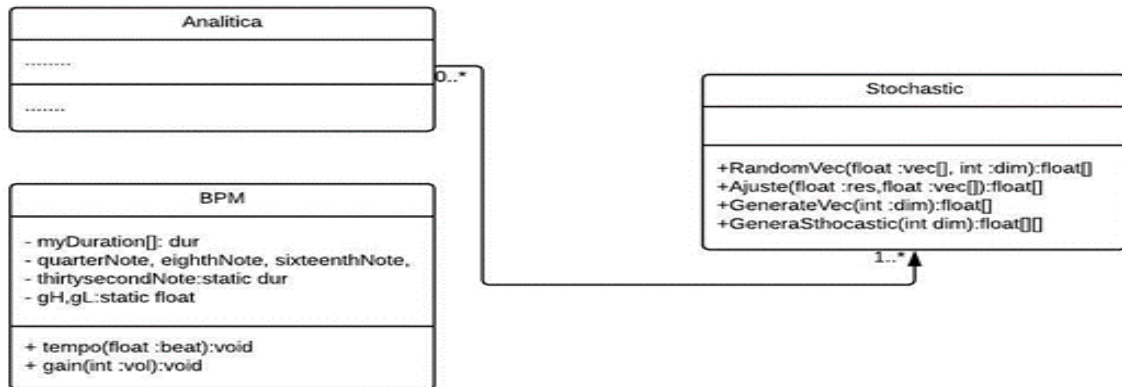 Analitica
--------
-------
0..*
BPM
- myDuration[]: dur
- quarterNote, eighthNote, sixteenthNote,
- thirtysecondNote:static dur
- gH,gL:static float
+ tempo(float :beat):void
+ gain(int :vol):void
Stochastic
+RandomVec(float :vec[], int :dim):float[]
+Ajuste(float :res,float :vec[]):float[]
+GenerateVec(int :dim):float[]
+GeneraSthocastic(int dim):float[][]
1..*